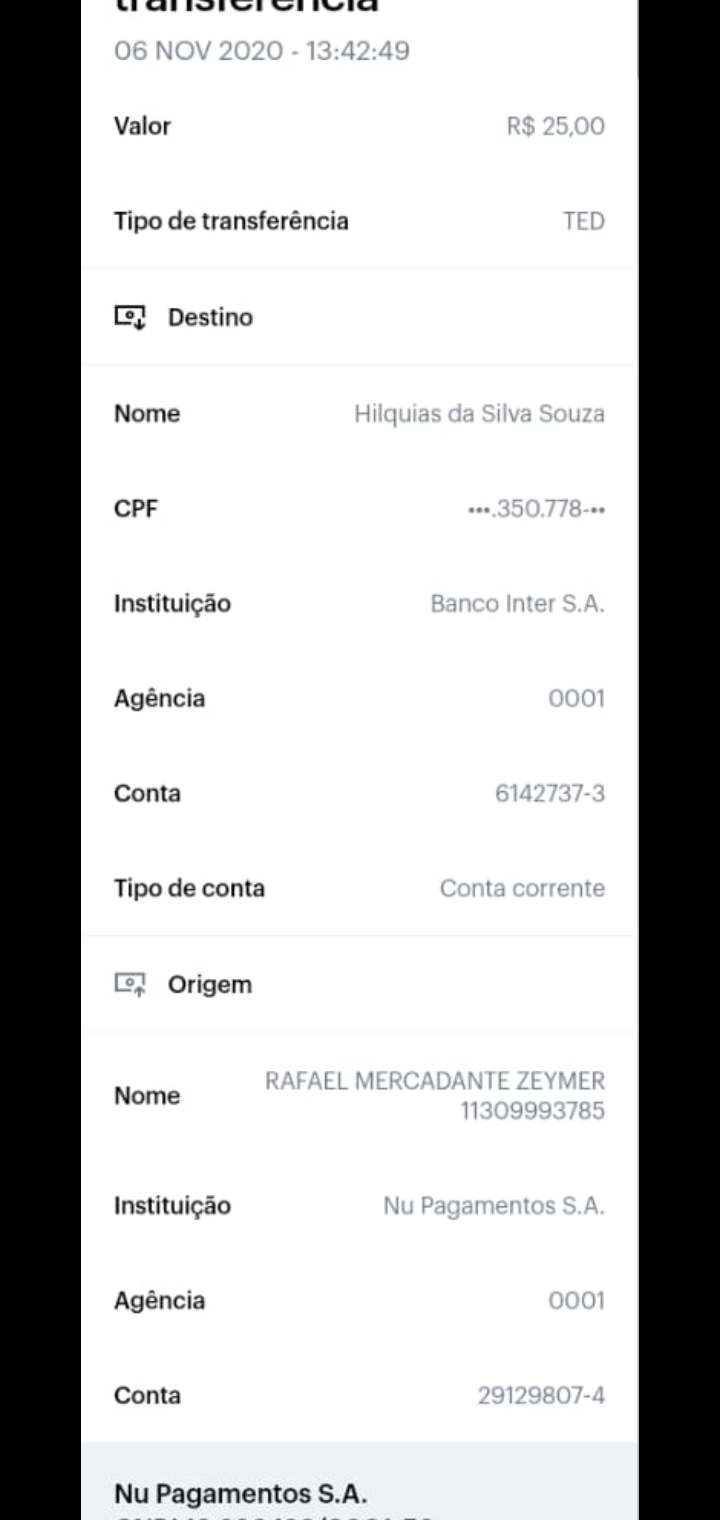 transferência
06 NOV 2020 - 13:42:49
Valor R$ 25,00
Tipo de transferência TED
Destino
Nome Hilquias da Silva Souza
CPF •••.350.778-••
Instituição Banco Inter S.A.
Agência 0001
Conta 6142737-3
Tipo de conta Conta corrente
Origem
Nome RAFAEL MERCADANTE ZEYMER
11309993785
Instituição Nu Pagamentos S.A.
Agência 0001
Conta 29129807-4
Nu Pagamentos S.A.